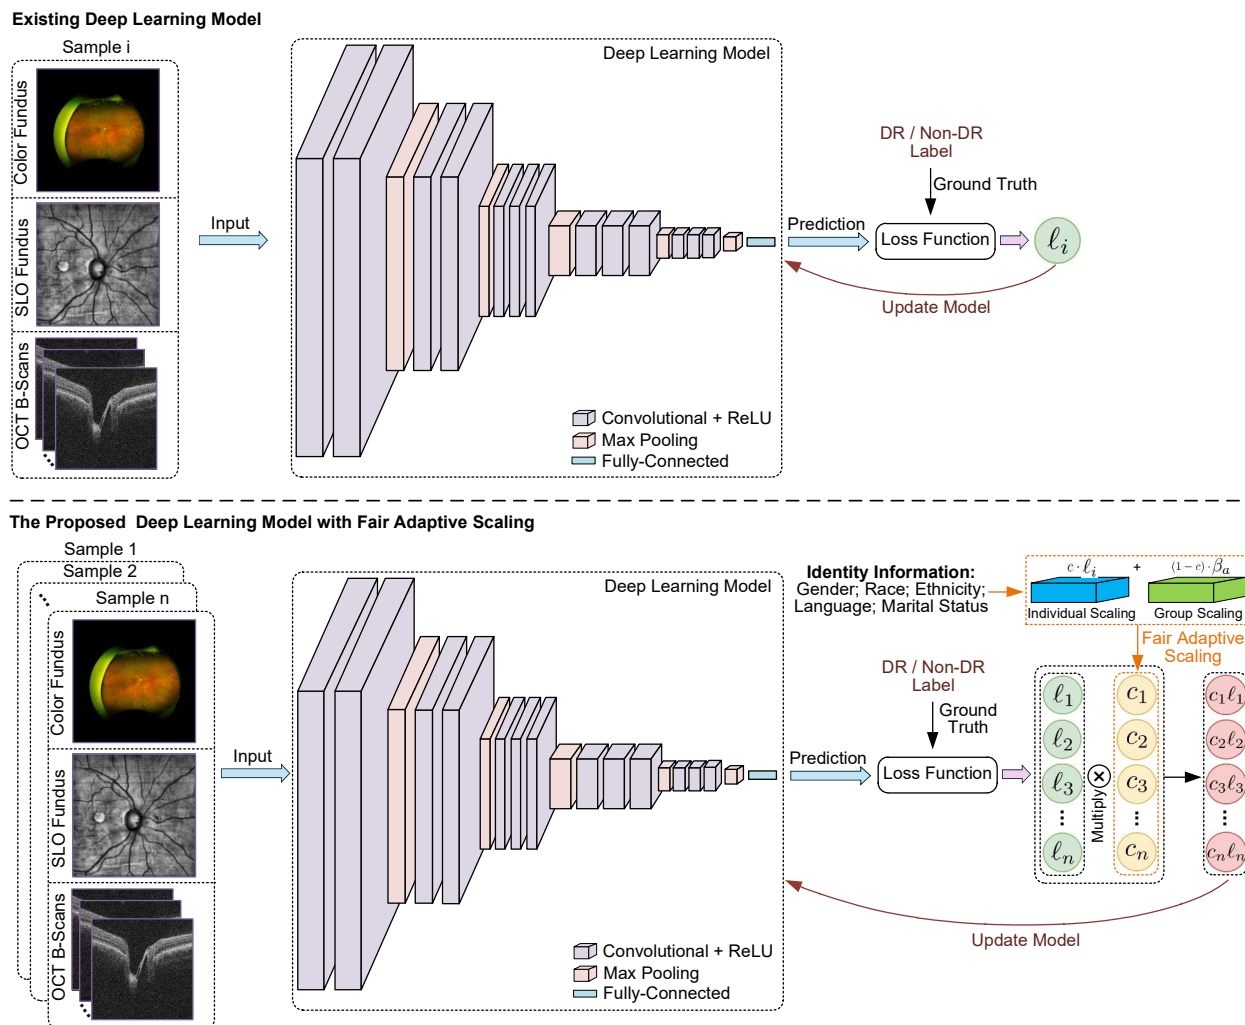 Existing Deep Learning Model
Sample i
Color Fundus
SLO Fundus
OCT B-Scans
Input
Deep Learning Model
Convolutional + ReLU
Max Pooling
Fully-Connected
Prediction
DR / Non-DR
Label
Ground Truth
Loss Function
ℓi
Update Model
The Proposed Deep Learning Model with Fair Adaptive Scaling
Sample 1
Sample 2
Sample n
Color Fundus
SLO Fundus
OCT B-Scans
Input
Deep Learning Model
Convolutional + ReLU
Max Pooling
Fully-Connected
Prediction
Identity Information:
Gender; Race; Ethnicity;
Language; Marital Status
c · ℓi + (1 − c) · βa
Individual Scaling Group Scaling
Fair Adaptive
Scaling
DR / Non-DR
Label
Ground
Truth
Loss Function
ℓ1 c1 c1ℓ1
ℓ2 c2 c2ℓ2
ℓ3 c3 c3ℓ3
... ... ...
ℓn cn cnℓn
Multiply
Update Model